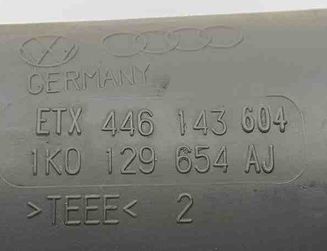 GERMANY
ETX 446 143 604
1K0 129 654 AJ
>TEEE< 2